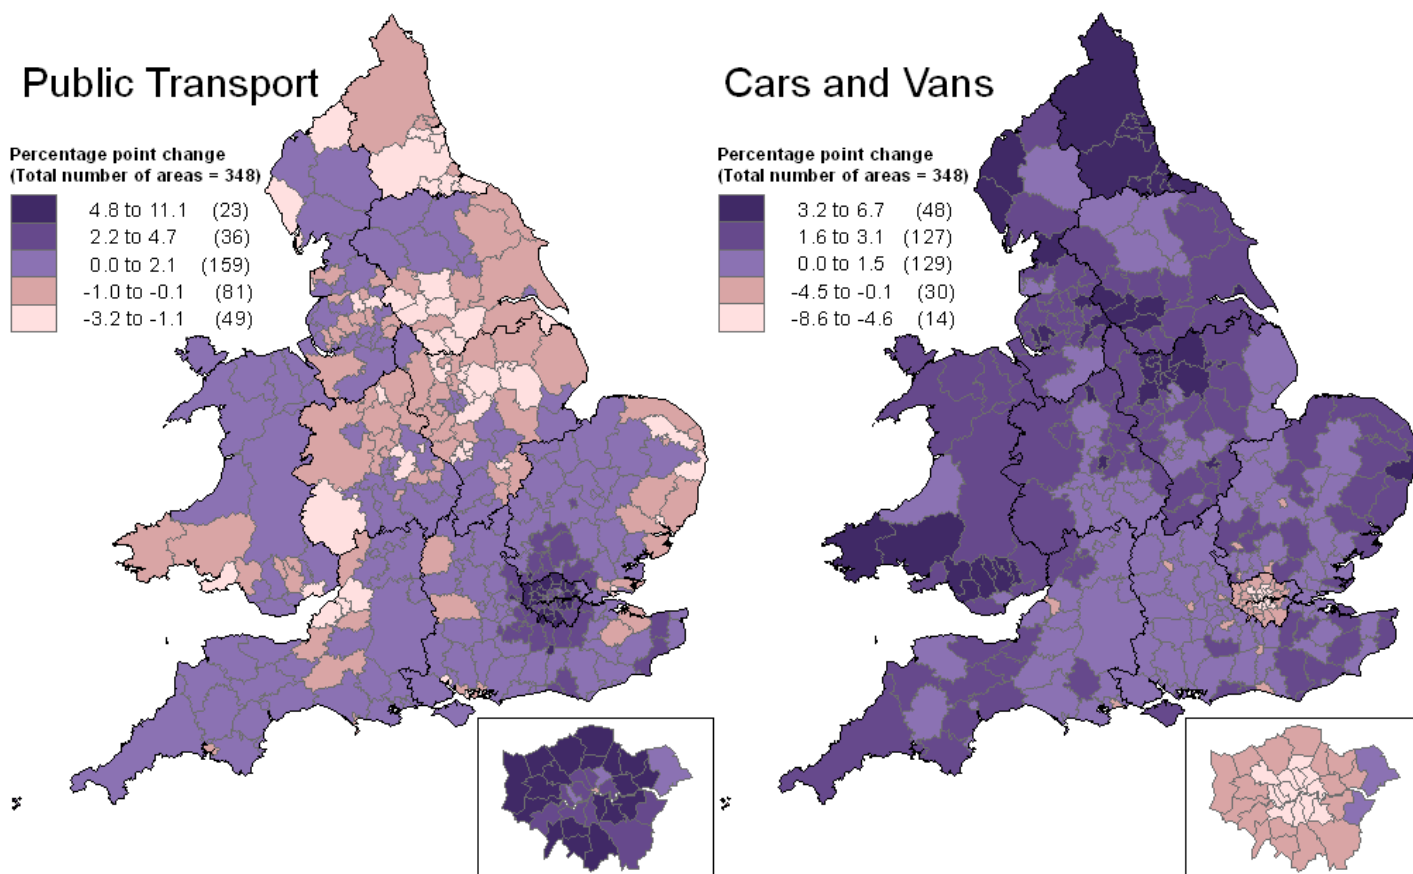 Public Transport
Percentage point change
(Total number of areas = 348)
4.8 to 11.1 (23)
2.2 to 4.7 (36)
0.0 to 2.1 (159)
-1.0 to -0.1 (81)
-3.2 to -1.1 (49)
Cars and Vans
Percentage point change
(Total number of areas = 348)
3.2 to 6.7 (48)
1.6 to 3.1 (127)
0.0 to 1.5 (129)
-4.5 to -0.1 (30)
-8.6 to -4.6 (14)